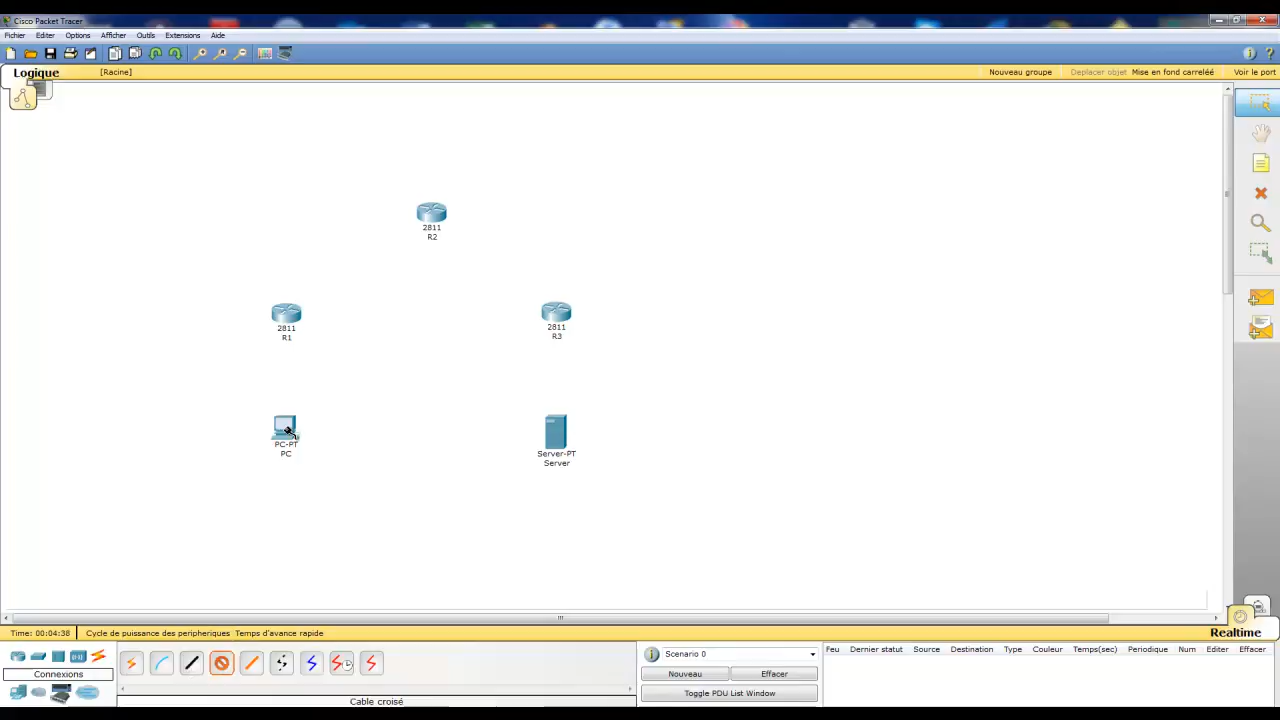 Cisco Packet Tracer
Fichier Editer Options Afficher Outils Extensions Aide
Logique [Racine] Nouveau groupe Deplacer objet Mise en fond carreléé Voir le port
2811
R2
2811
R1
2811
R3
PC-PT
PC
Server-PT
Server
Time: 00:04:38 Cycle de puissance des peripheriques Temps d'avance rapide Realtime
Scenario 0
Feu Dernier statut Source Destination Type Couleur Temps(sec) Periodique Num Editer Effacer
Connexions
Nouveau Effacer
Toggle PDU List Window
Cable croisé